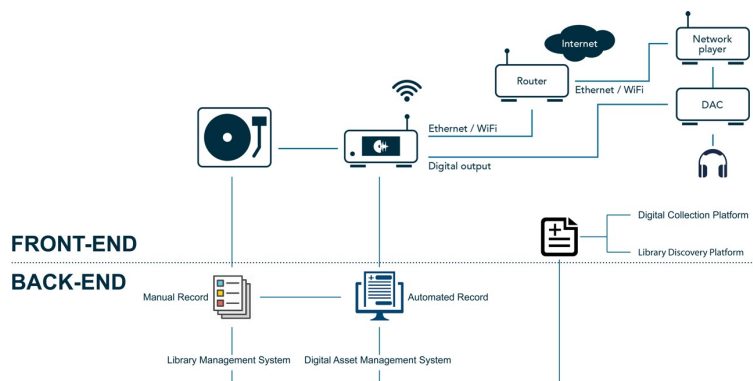 Internet
Network
player
Router
Ethernet / WiFi
DAC
Ethernet / WiFi
Digital output
Digital Collection Platform
FRONT-END
Library Discovery Platform
BACK-END
Manual Record
Automated Record
Library Management System
Digital Asset Management System